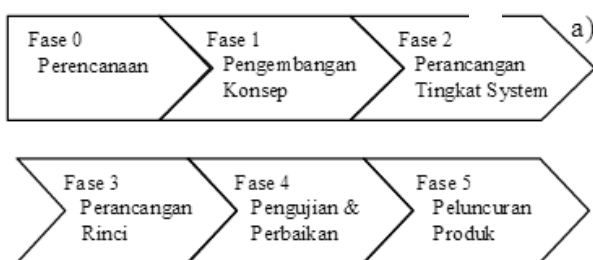 Fase 0
Perencanaan
Fase 1
Pengembangan
Konsep
Fase 2
Perancangan
Tingkat System
a)
Fase 3
Perancangan
Rinci
Fase 4
Pengujian &
Perbaikan
Fase 5
Peluncuran
Produk